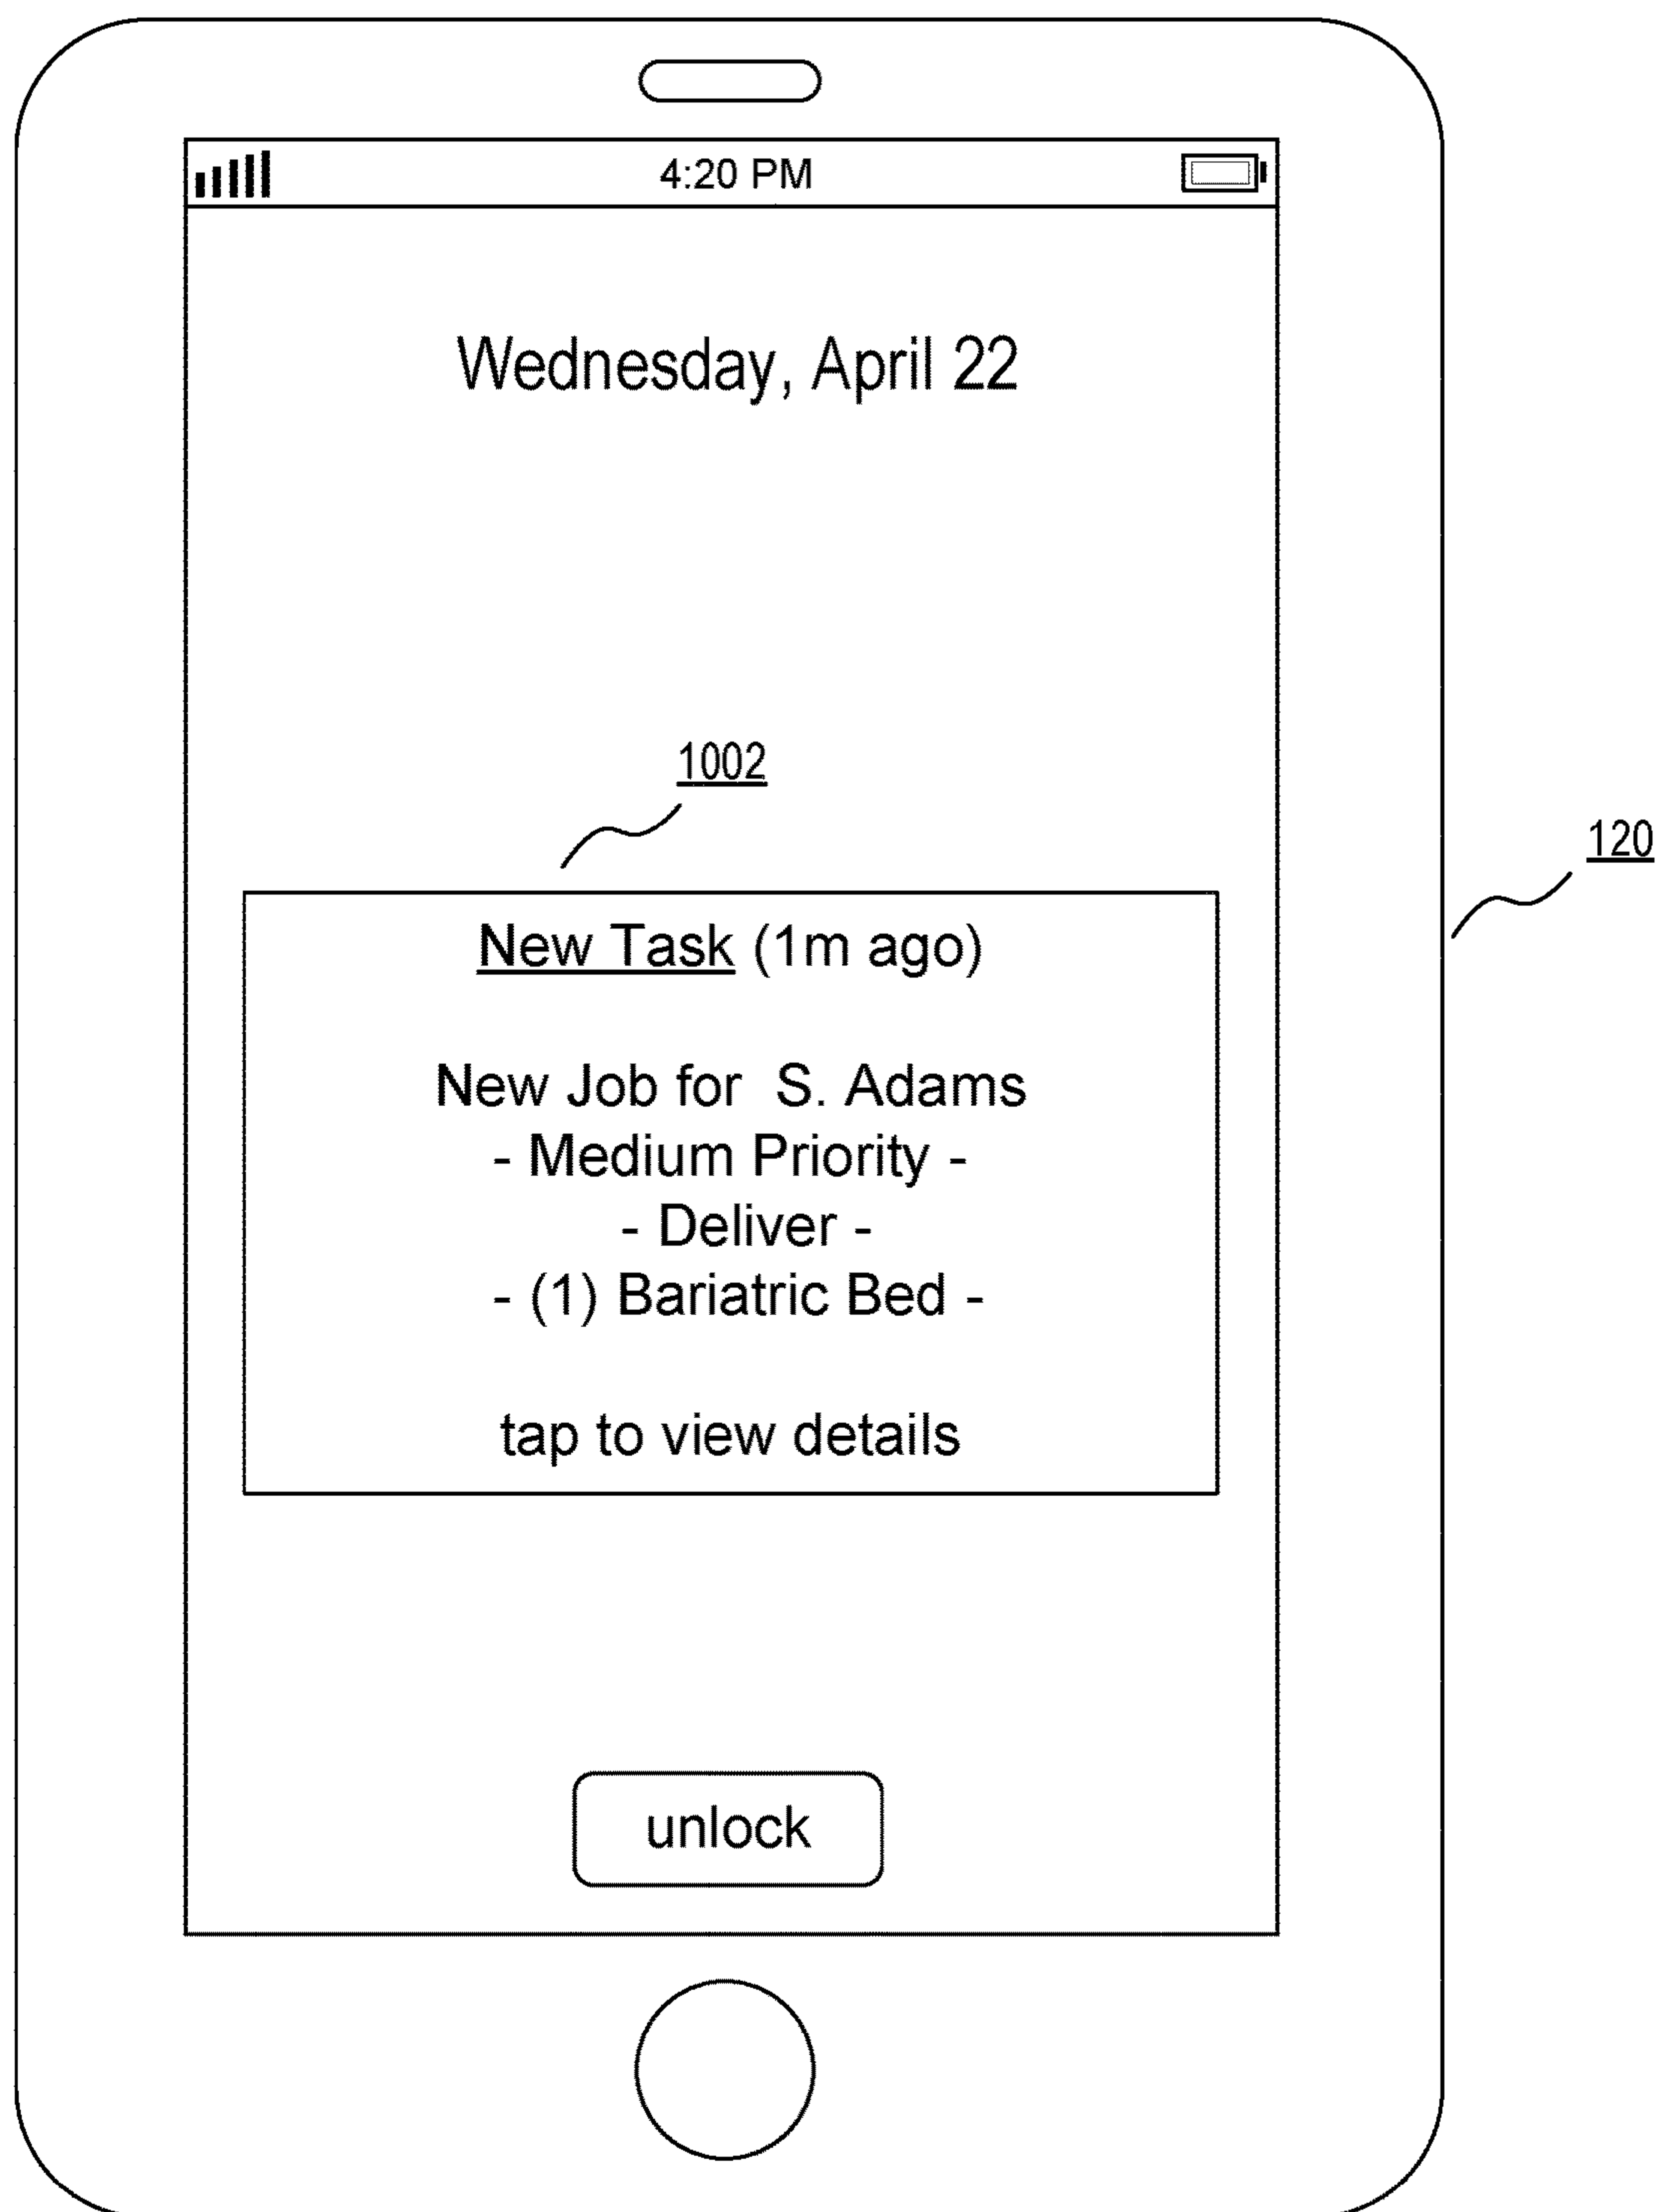 4:20 PM
Wednesday, April 22
1002
120
New Task (1m ago)
New Job for S. Adams
- Medium Priority -
- Deliver -
- (1) Bariatric Bed -
tap to view details
unlock